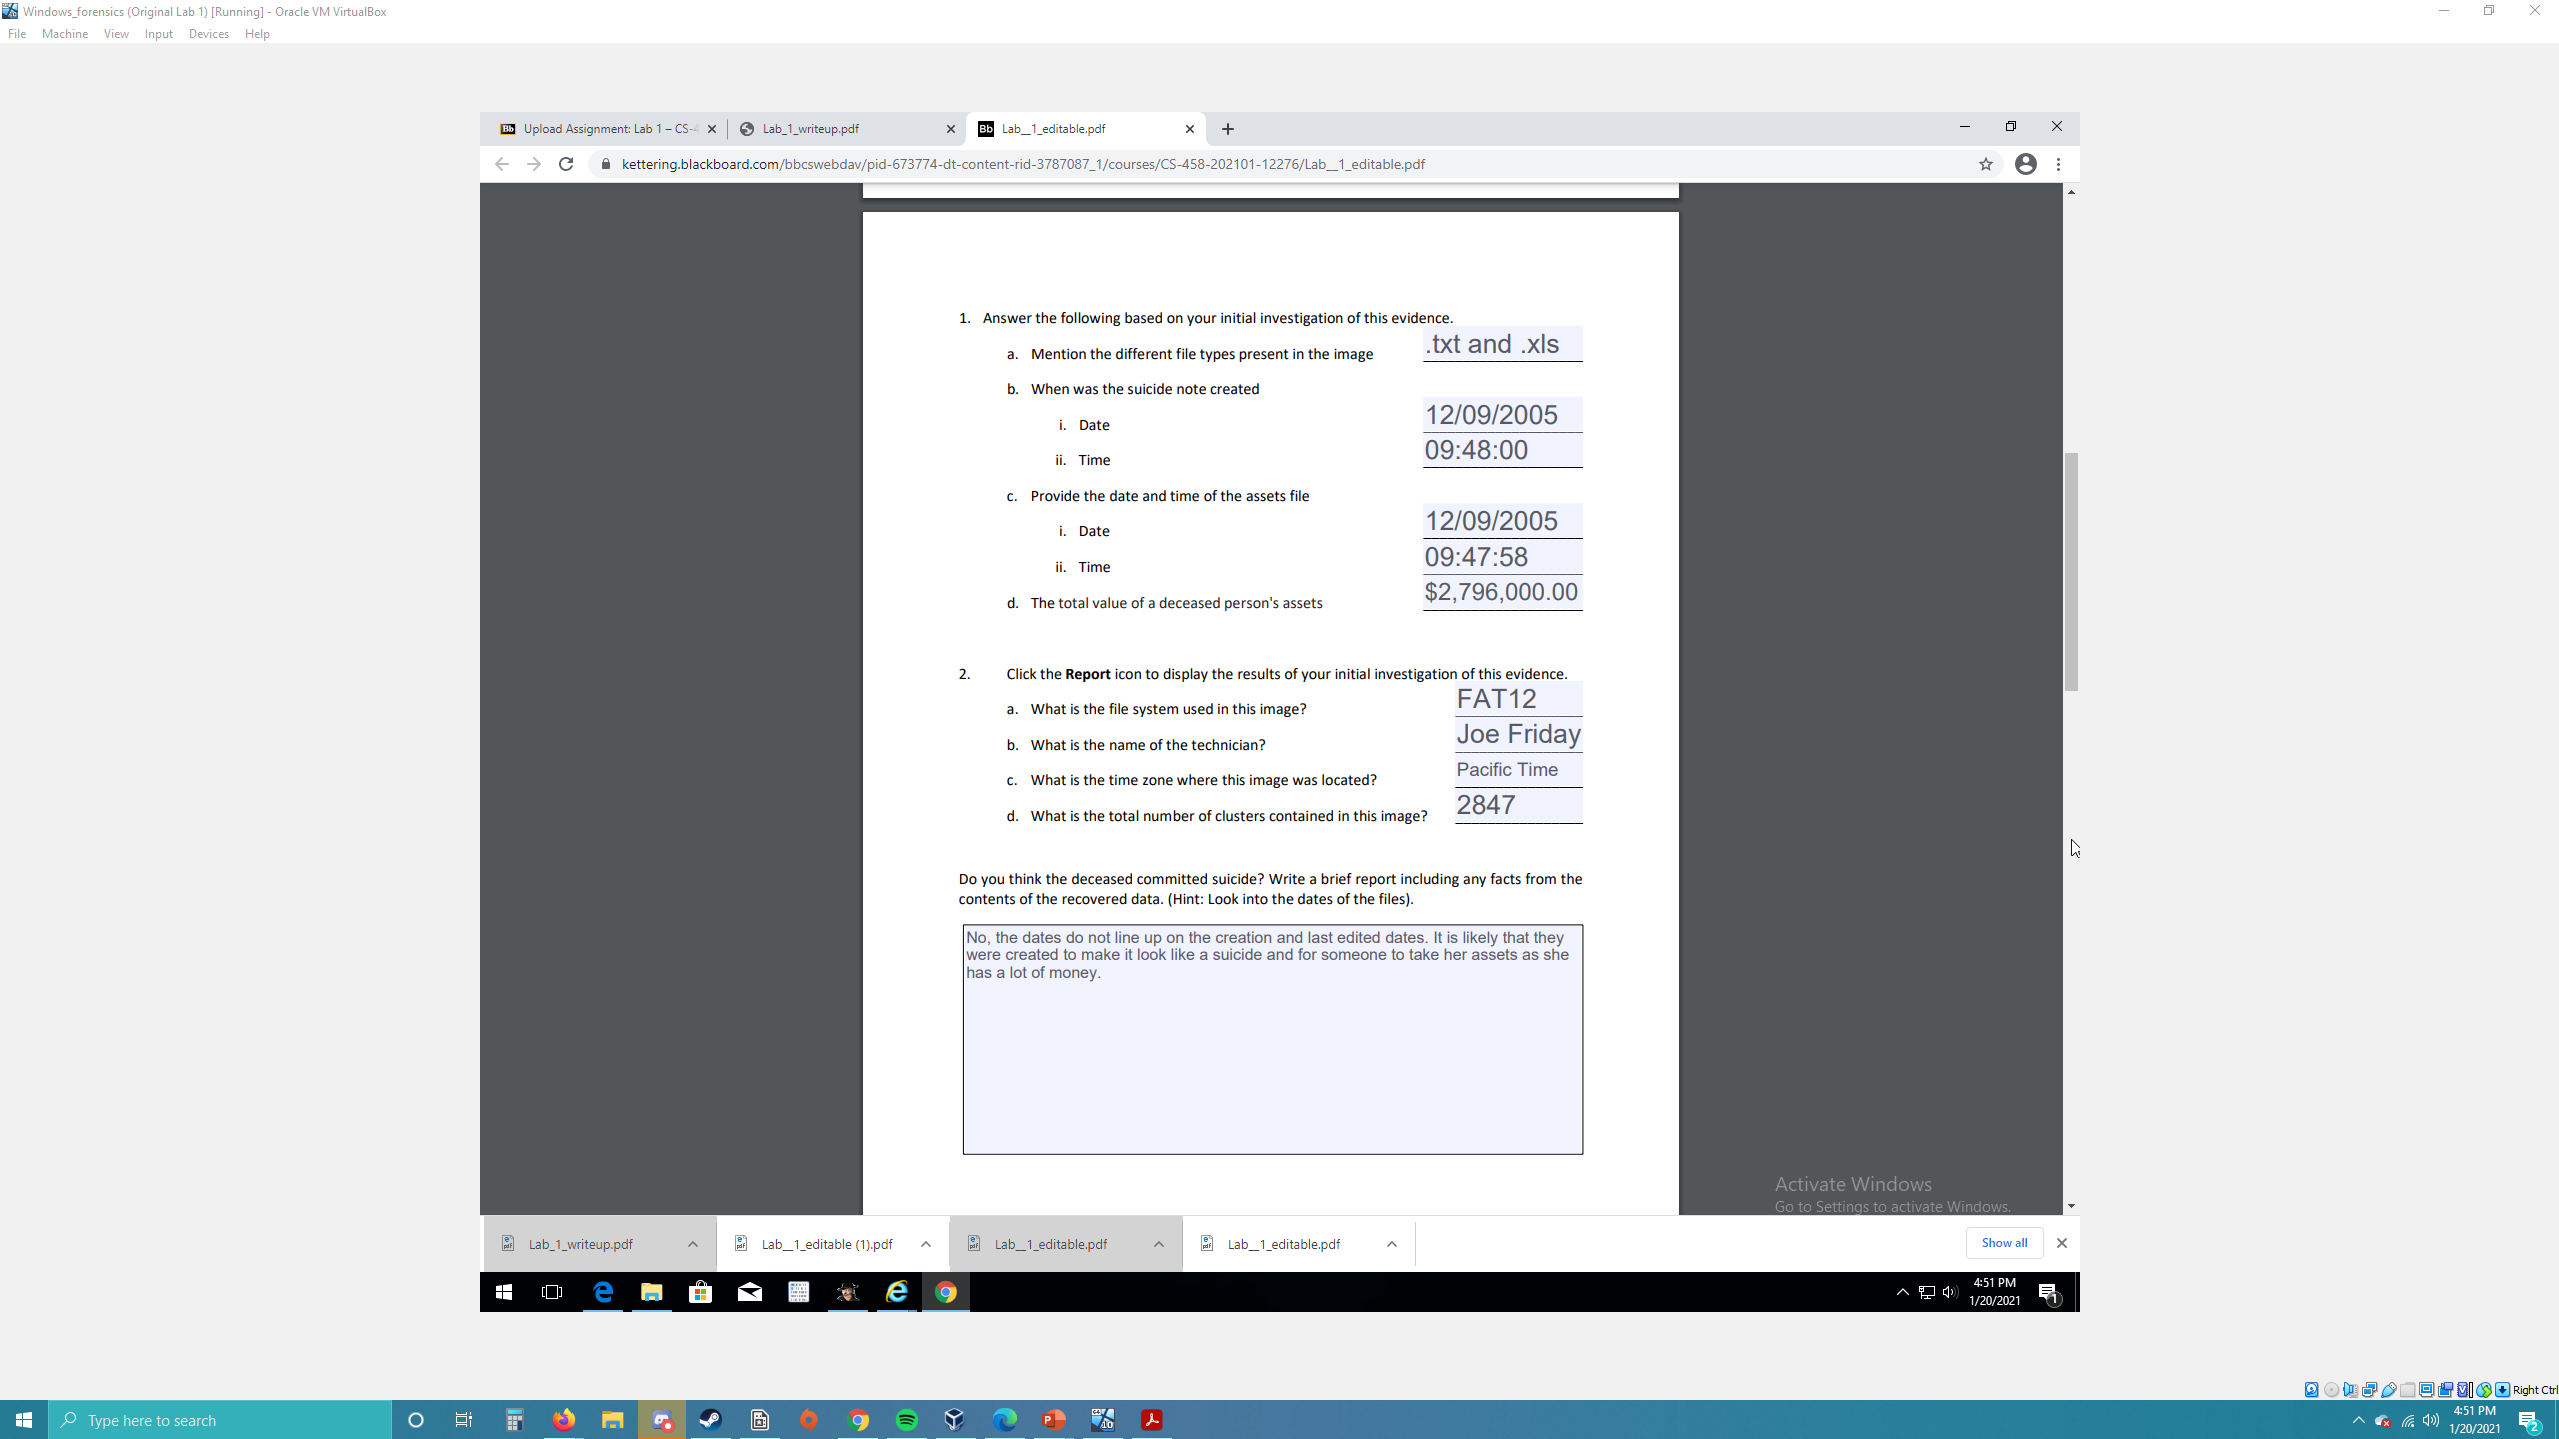 Windows_forensics (Original Lab 1) [Running] - Oracle VM VirtualBox
File Machine View Input Devices Help
Upload Assignment: Lab 1 – CS-4
Lab_1_writeup.pdf
Lab__1_editable.pdf
kettering.blackboard.com/bbcswebdav/pid-673774-dt-content-rid-3787087_1/courses/CS-458-202101-12276/Lab__1_editable.pdf
1. Answer the following based on your initial investigation of this evidence.
a. Mention the different file types present in the image .txt and .xls
b. When was the suicide note created
i. Date 12/09/2005
ii. Time 09:48:00
c. Provide the date and time of the assets file
i. Date 12/09/2005
ii. Time 09:47:58
d. The total value of a deceased person's assets $2,796,000.00
2. Click the Report icon to display the results of your initial investigation of this evidence.
a. What is the file system used in this image? FAT12
b. What is the name of the technician? Joe Friday
c. What is the time zone where this image was located? Pacific Time
d. What is the total number of clusters contained in this image? 2847
Do you think the deceased committed suicide? Write a brief report including any facts from the
contents of the recovered data. (Hint: Look into the dates of the files).
No, the dates do not line up on the creation and last edited dates. It is likely that they
were created to make it look like a suicide and for someone to take her assets as she
has a lot of money.
Activate Windows
Go to Settings to activate Windows.
Lab_1_writeup.pdf
Lab__1_editable (1).pdf
Lab__1_editable.pdf
Lab__1_editable.pdf
Show all
4:51 PM
1/20/2021
1
Right Ctrl
Type here to search
4:51 PM
1/20/2021
2